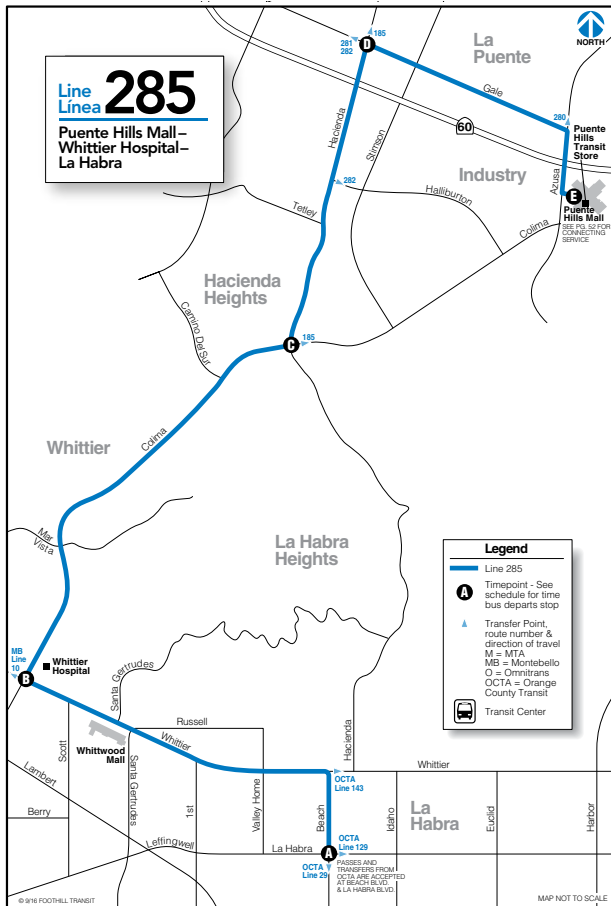 Line
Línea
285
Puente Hills Mall–
Whittier Hospital–
La Habra
NORTH
281
282
185
D
La
Puente
Gale
60
280
Puente
Hills
Transit
Store
Hacienda
Stimson
Industry
Azusa
E
Puente
Hills Mall
SEE PG. 52 FOR
CONNECTING
SERVICE
282
Halliburton
Tetley
Colima
Hacienda
Heights
Camino Del Sur
C
185
Whittier
Colima
Mar
Vista
La Habra
Heights
Legend
Line 285
A
Timepoint - See
schedule for time
bus departs stop
Transfer Point,
route number &
direction of travel
M = MTA
MB = Montebello
O = Omnitrans
OCTA = Orange
County Transit
Transit Center
MB
Line
10
B
Whittier
Hospital
Santa Gertrudes
Russell
Whittier
Whittwood
Mall
Scott
Santa Gertrudes
1st
Valley Home
Beach
Hacienda
Whittier
OCTA
Line 143
Idaho
La
Habra
Euclid
Harbor
Lambert
Berry
Leffingwell
La Habra
A
OCTA
Line 129
OCTA
Line 29
PASSES AND
TRANSFERS FROM
OCTA ARE ACCEPTED
AT BEACH BLVD.
& LA HABRA BLVD.
© 9/16 FOOTHILL TRANSIT
MAP NOT TO SCALE